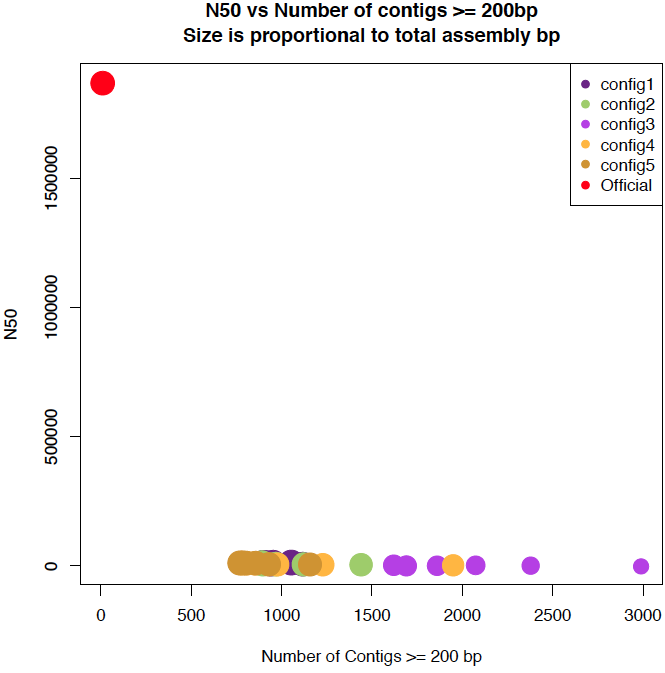 N50 vs Number of contigs >= 200bp
Size is proportional to total assembly bp
config1
config2
config3
config4
config5
Official
N50
1500000
1000000
500000
0
0 500 1000 1500 2000 2500 3000
Number of Contigs >= 200 bp